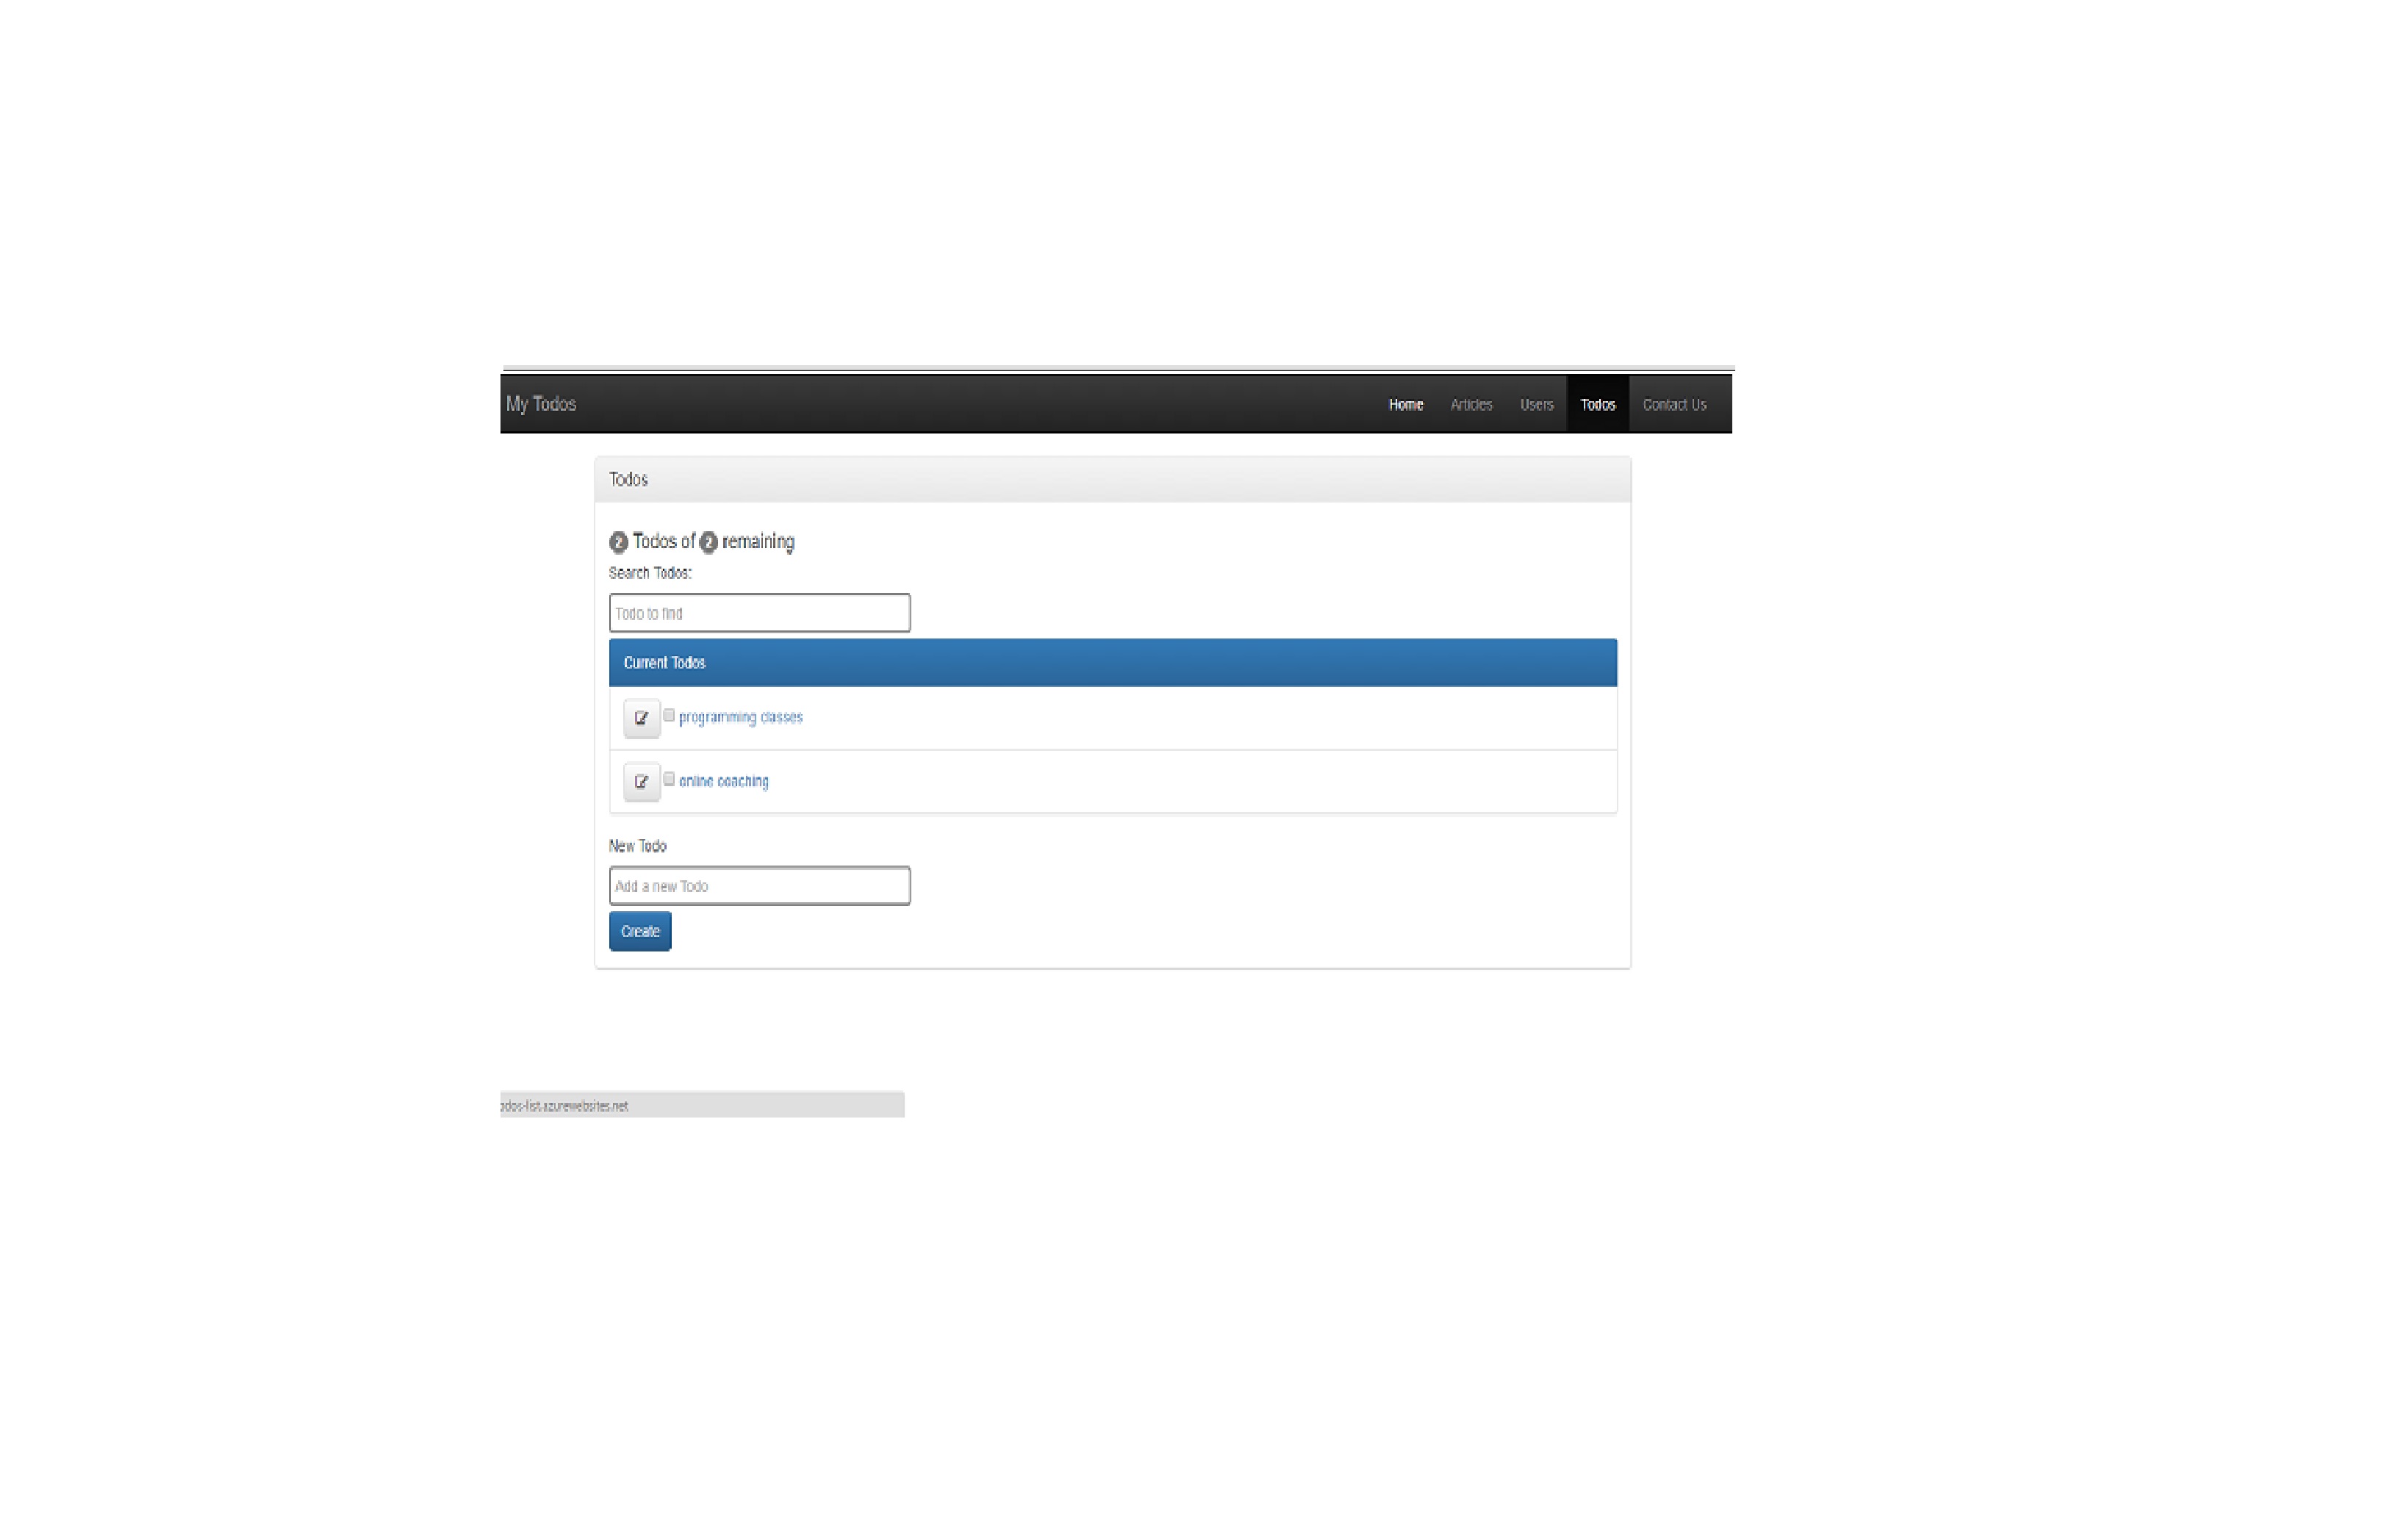 My Todos Home Articles Users Todos Contact Us
Todos
2 Todos of 2 remaining
Search Todos:
Todo to find
Current Todos
programming classes
online coaching
New Todo
Add a new Todo
Create
odos-list.azurewebsites.net